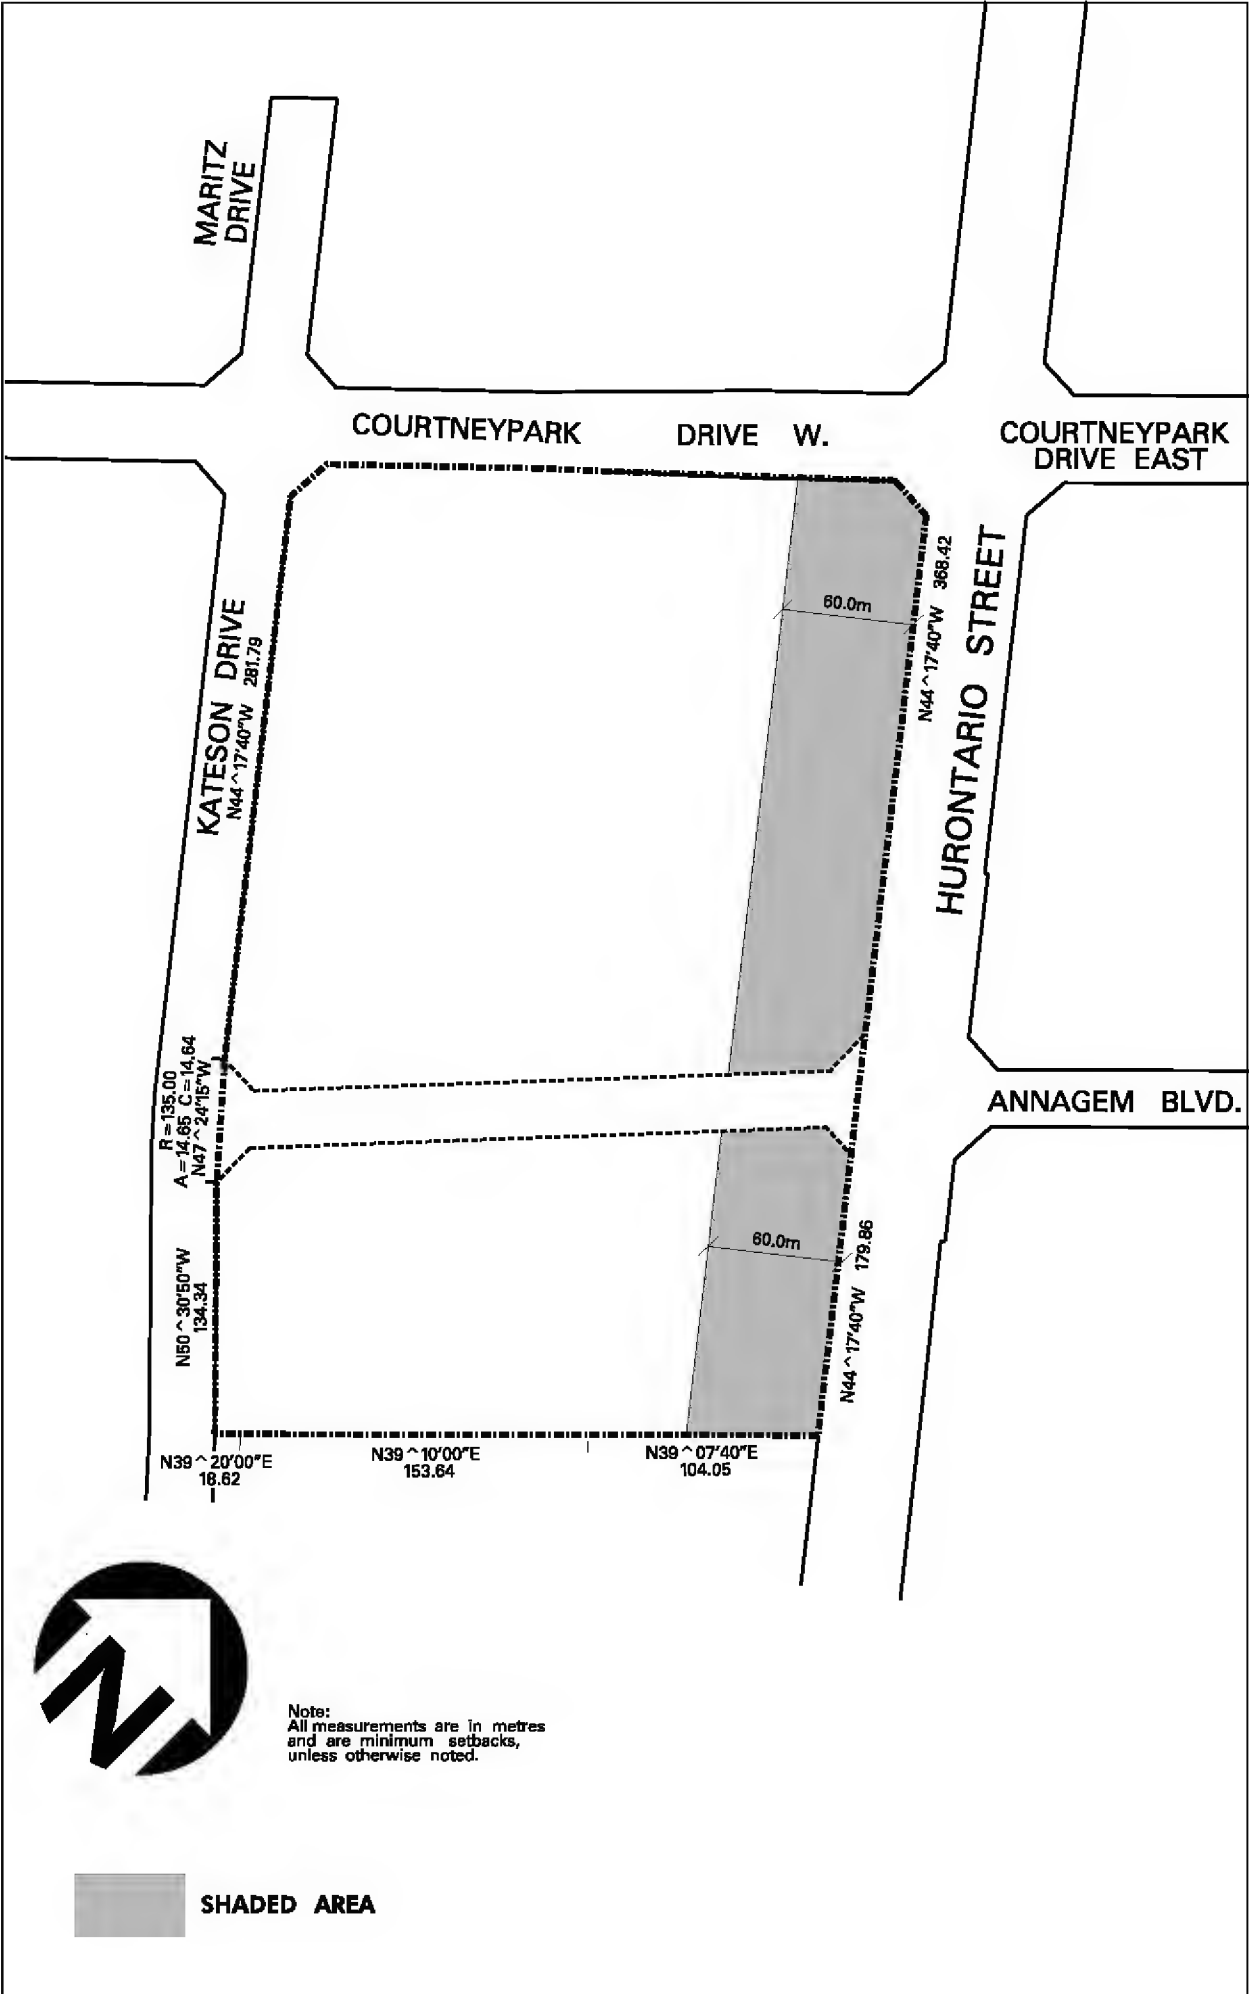 MARITZ
DRIVE
COURTNEYPARK DRIVE W.
COURTNEYPARK
DRIVE EAST
KATESON DRIVE
N44^17'40"W 281.79
60.0m
N44^17'40"W 368.42
HURONTARIO STREET
R=135.00
A=14.65 C=14.64
N47^24'15"W
ANNAGEM BLVD.
N50^30'50"W
134.34
60.0m
N44^17'40"W 179.86
N39^20'00"E
18.62
N39^10'00"E
153.64
N39^07'40"E
104.05
N
Note:
All measurements are in metres
and are minimum setbacks,
unless otherwise noted.
SHADED AREA